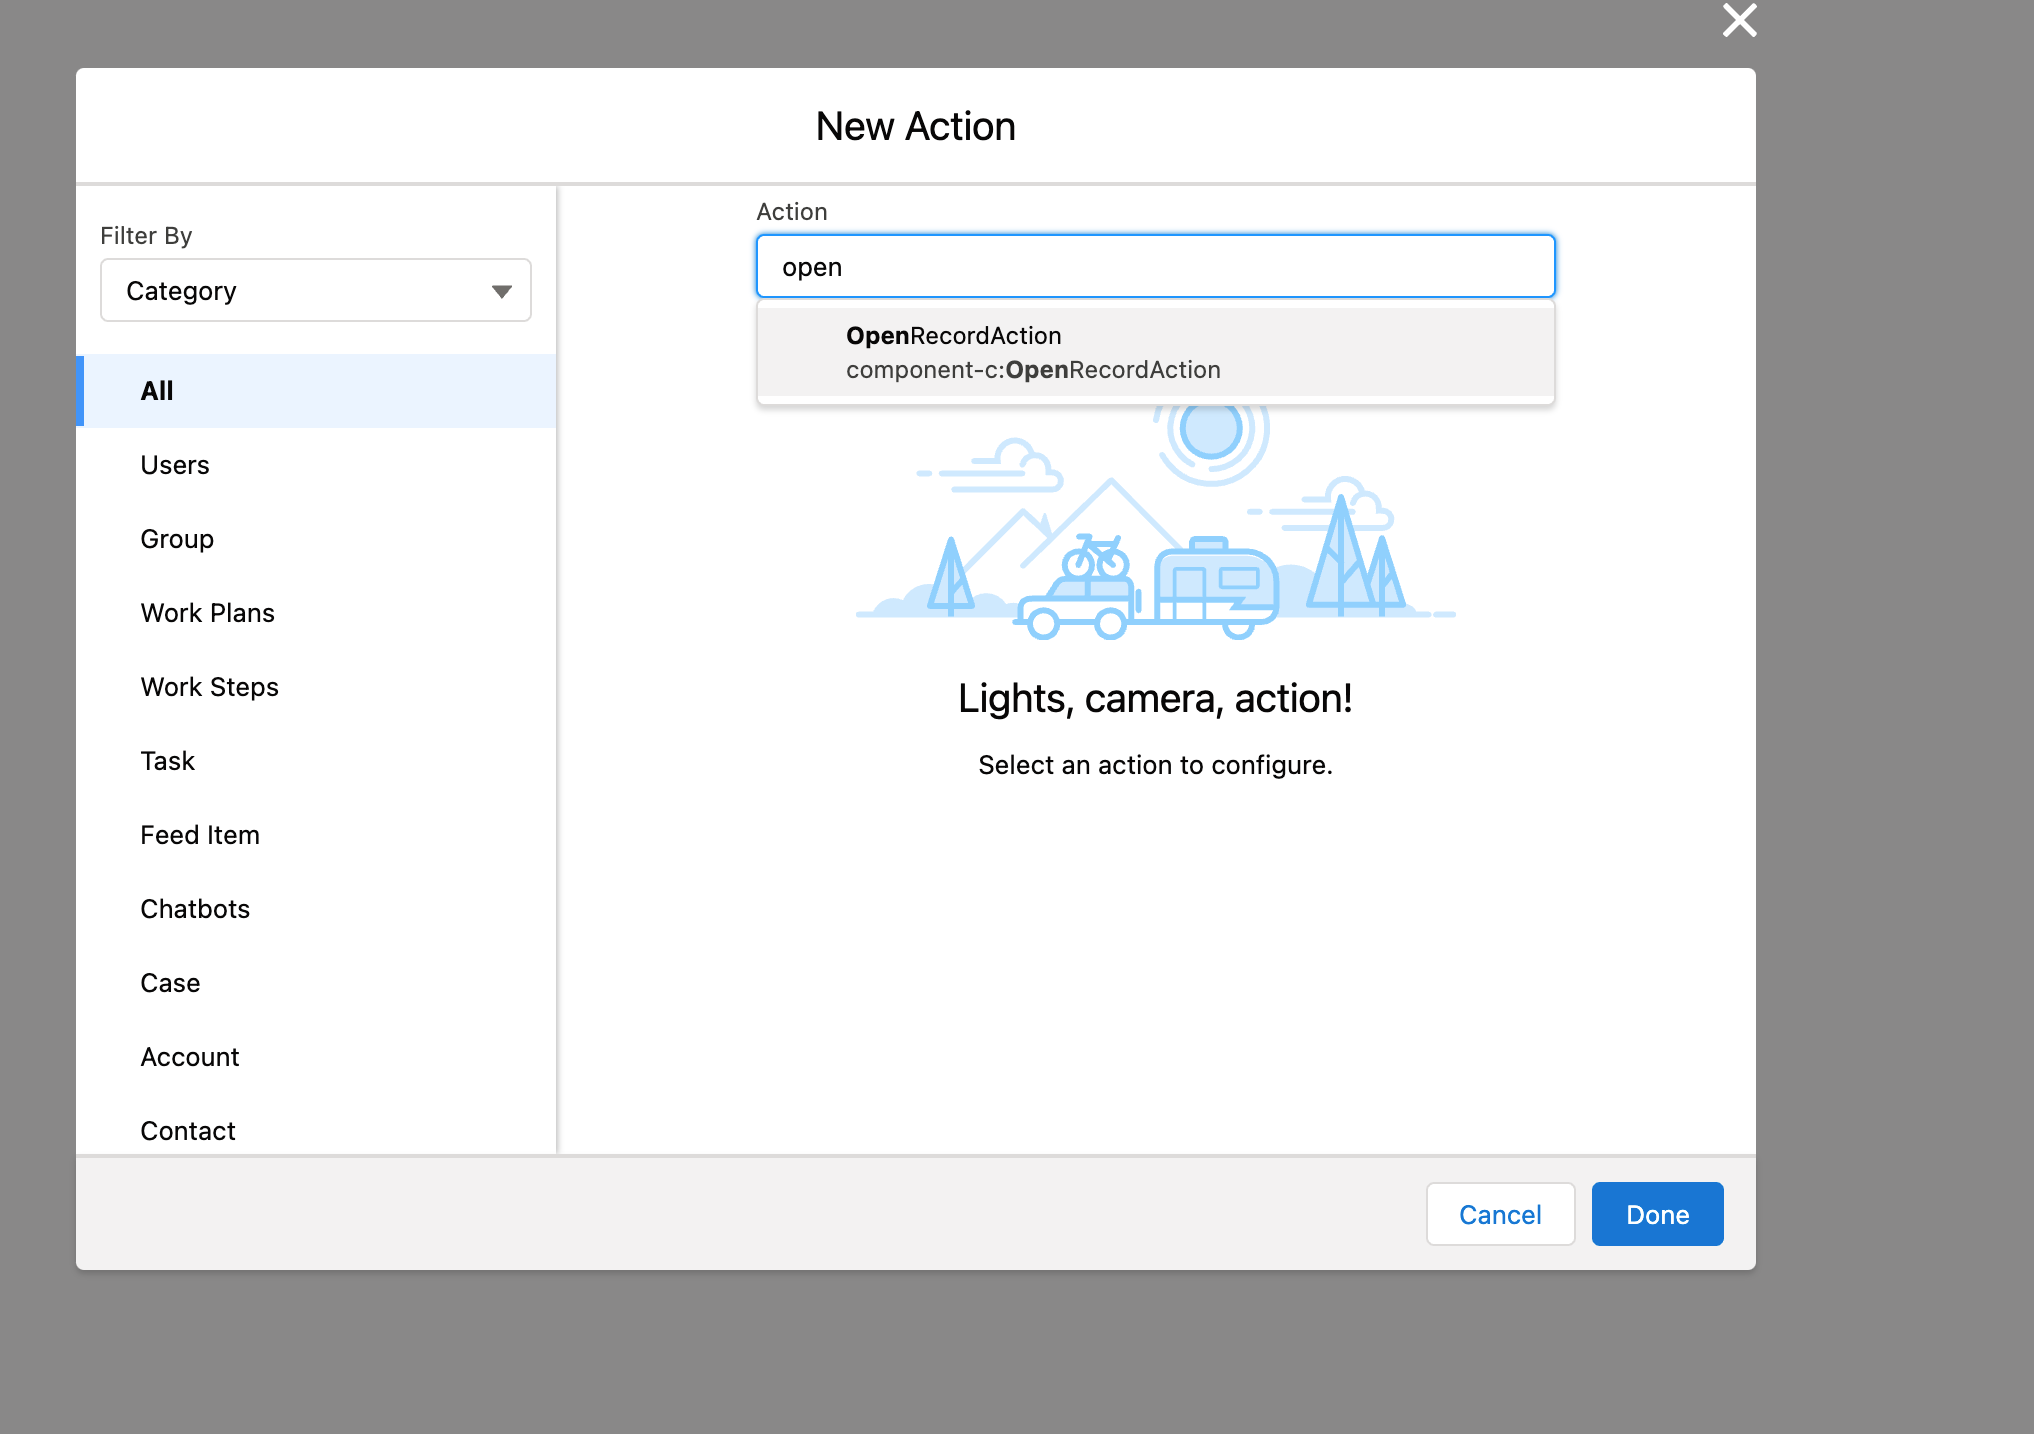 New Action
Filter By
Category
All
Users
Group
Work Plans
Work Steps
Task
Feed Item
Chatbots
Case
Account
Contact
Action
open
OpenRecordAction
component-c:OpenRecordAction
Lights, camera, action!
Select an action to configure.
Cancel
Done